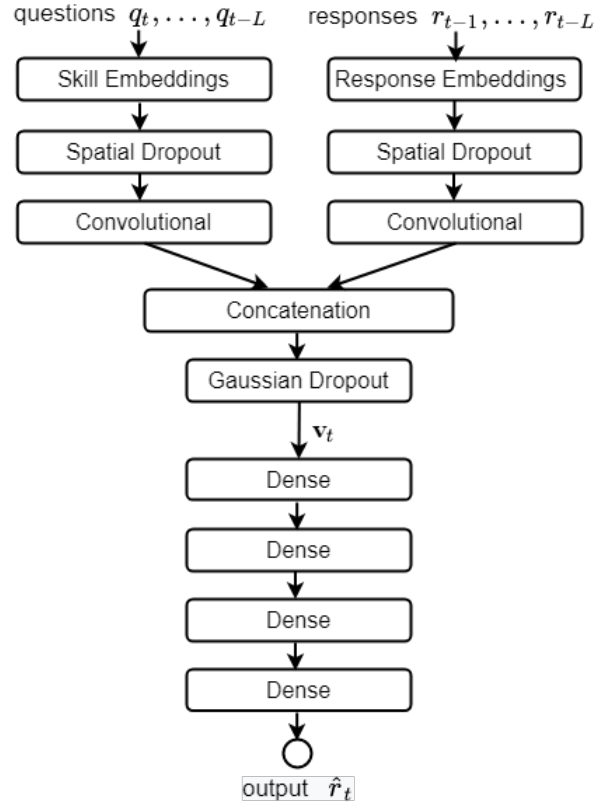 questions q_t, . . . , q_{t−L} responses r_{t−1}, . . . , r_{t−L}
Skill Embeddings Response Embeddings
Spatial Dropout Spatial Dropout
Convolutional Convolutional
Concatenation
Gaussian Dropout
v_t
Dense
Dense
Dense
Dense
output r̂_t